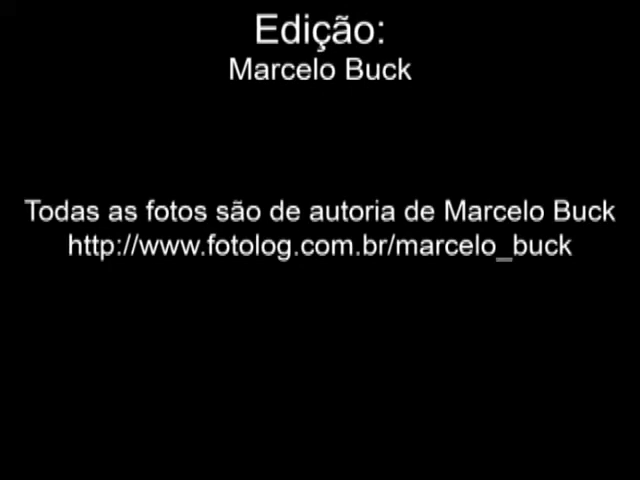 Edição:
Marcelo Buck
Todas as fotos são de autoria de Marcelo Buck
http://www.fotolog.com.br/marcelo_buck